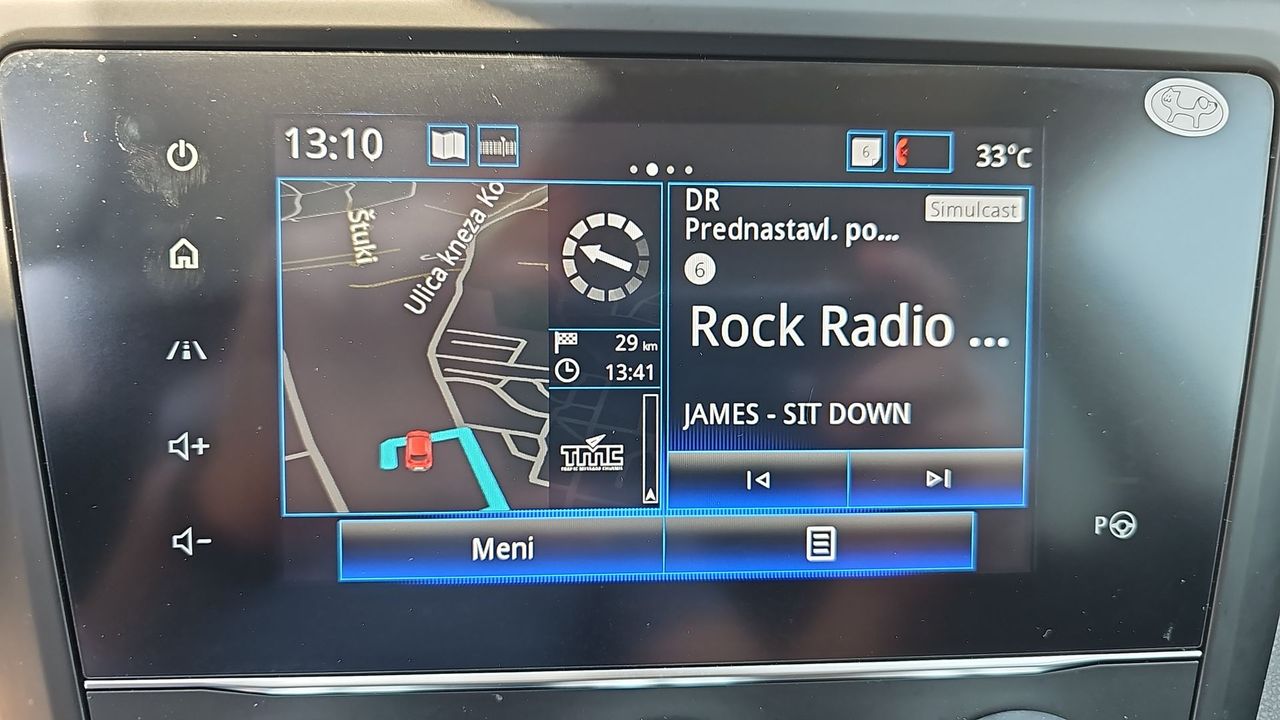 13:10
6
33°C
Štuki
Ulica kneza Ko
29 km
13:41
TMC
DR
Simulcast
Prednastavl. po...
6
Rock Radio ...
JAMES - SIT DOWN
Meni
P